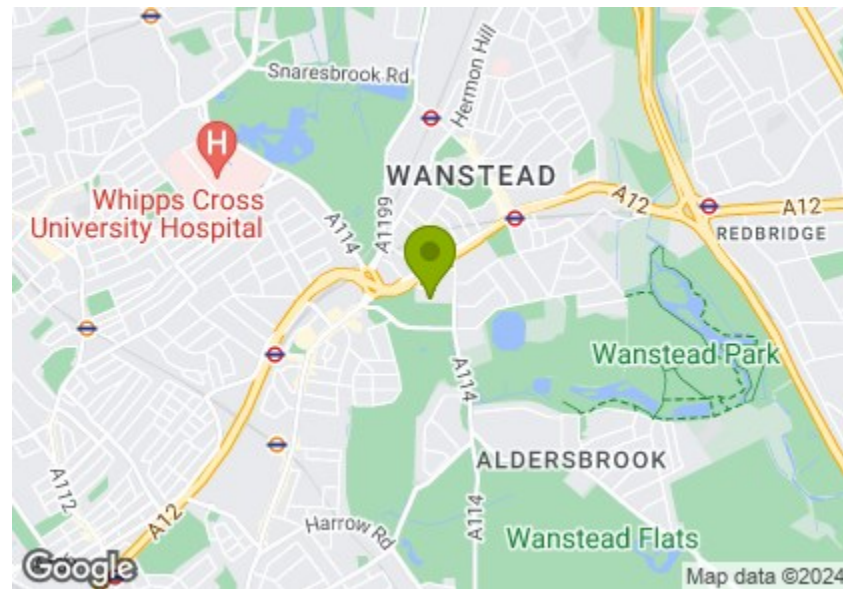 Snaresbrook Rd
Hermon Hill
H
WANSTEAD
Whipps Cross
University Hospital
A114
A1199
A12
A12
REDBRIDGE
Wanstead Park
A114
ALDERSBROOK
A112
A12
Harrow Rd
A114
Wanstead Flats
Google
Map data ©2024